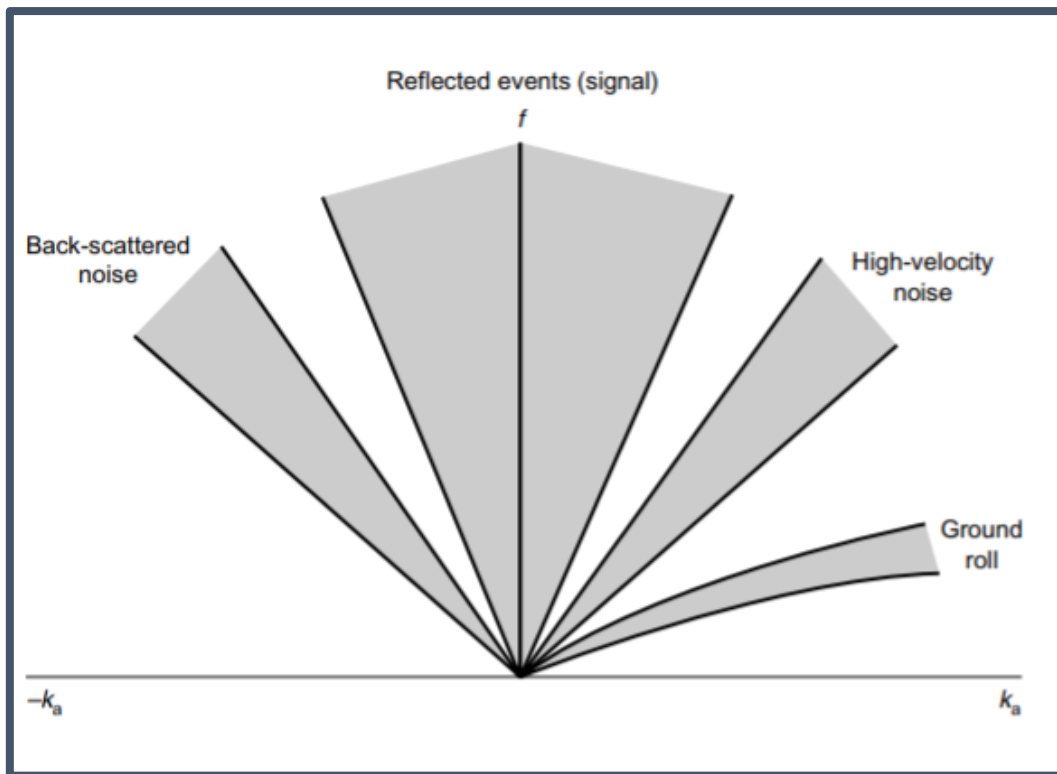 Reflected events (signal)
f
Back-scattered
noise
High-velocity
noise
Ground
roll
–kₐ
kₐ